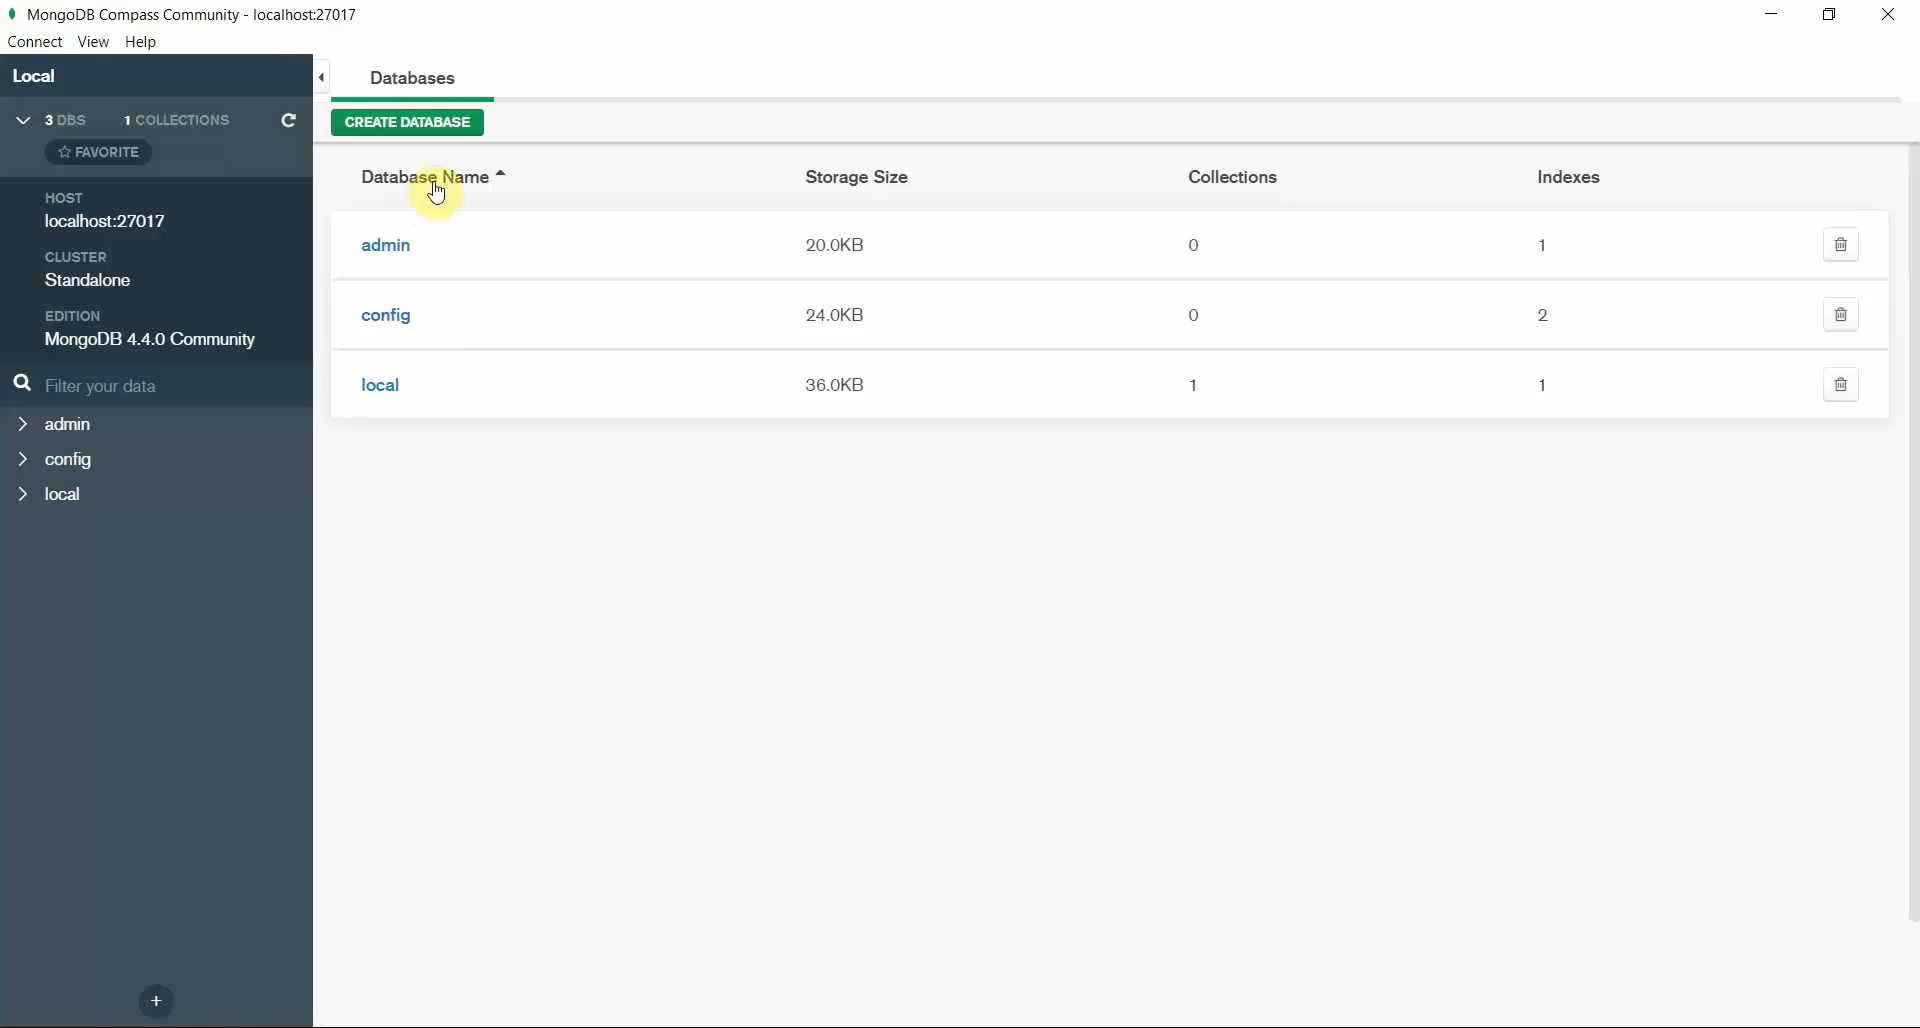 MongoDB Compass Community - localhost:27017
Connect View Help
Local
Databases
3 DBS 1 COLLECTIONS
FAVORITE
CREATE DATABASE
HOST
localhost:27017
CLUSTER
Standalone
EDITION
MongoDB 4.4.0 Community
Filter your data
admin
config
local
+
Database Name Storage Size Collections Indexes
admin 20.0KB 0 1
config 24.0KB 0 2
local 36.0KB 1 1